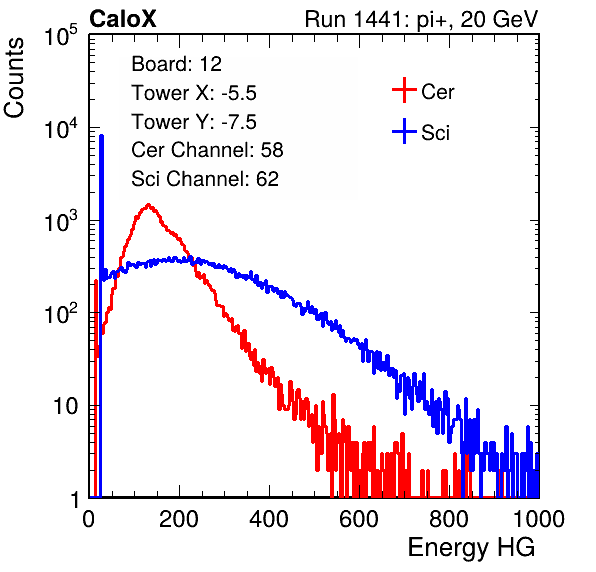 CaloX Run 1441: pi+, 20 GeV
Counts
10^5
10^4
10^3
10^2
10
1
Board: 12
Tower X: -5.5
Tower Y: -7.5
Cer Channel: 58
Sci Channel: 62
Cer
Sci
0 200 400 600 800 1000
Energy HG